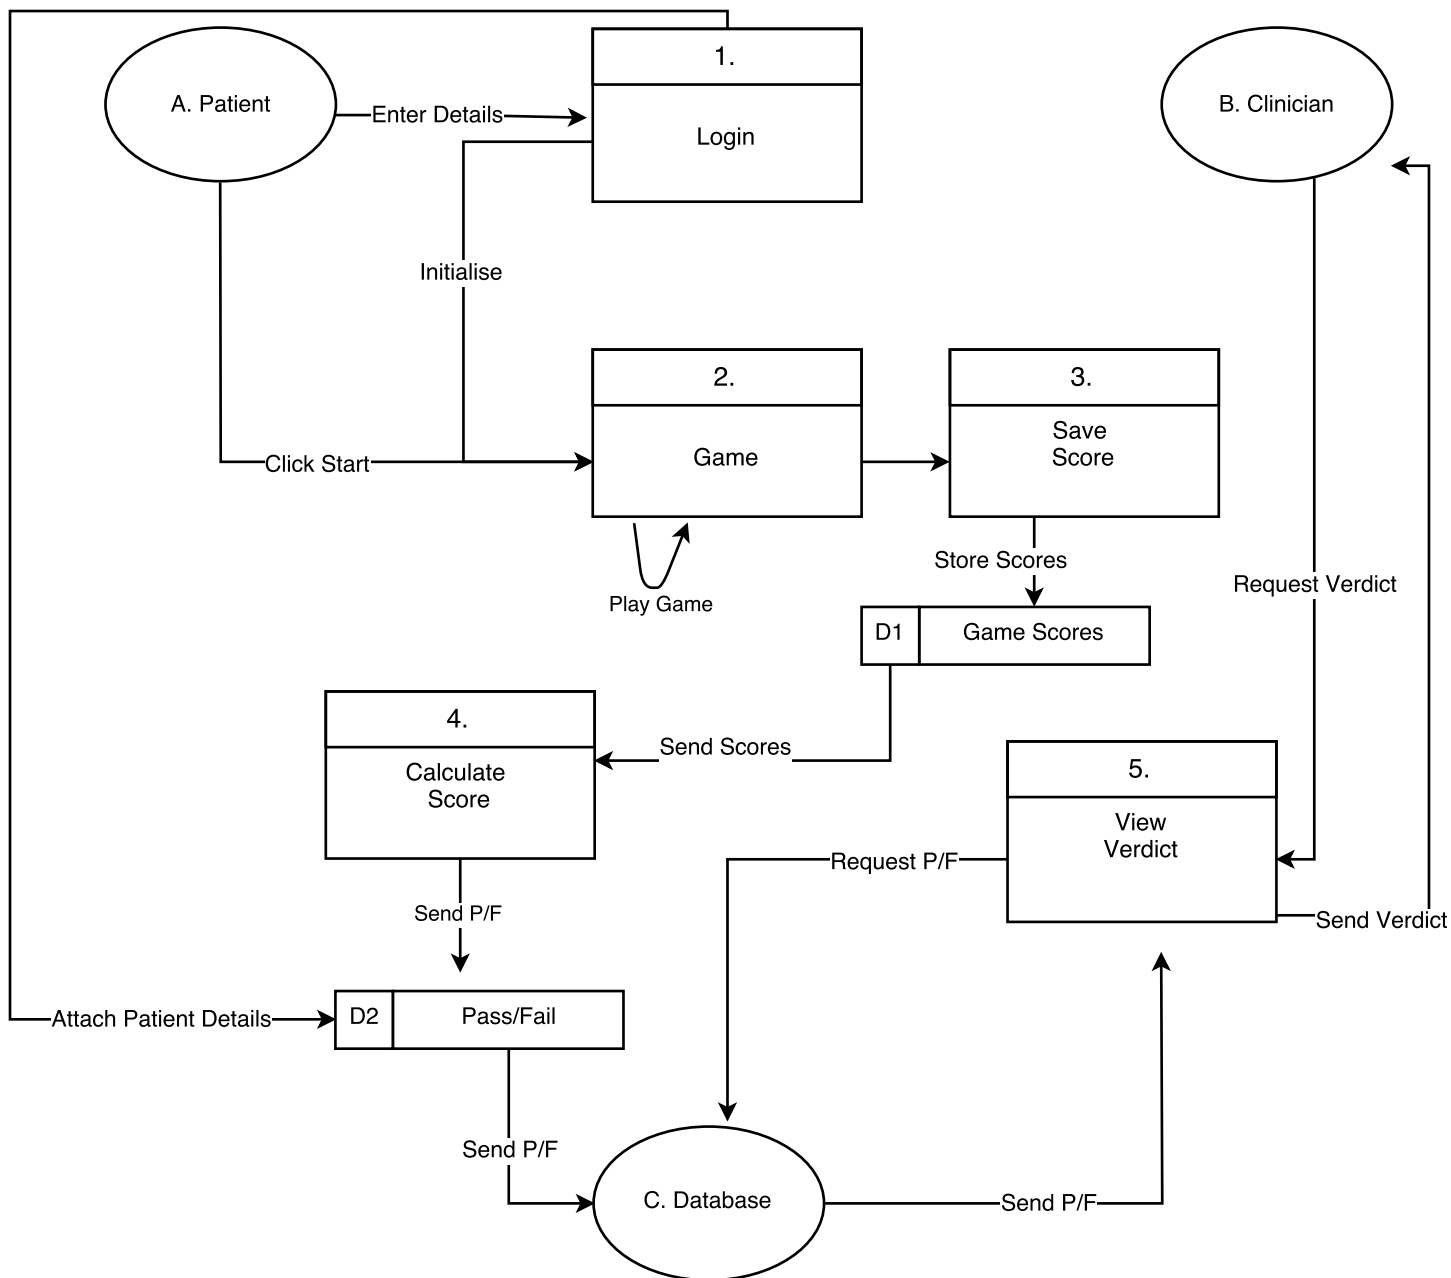 1.
A. Patient
Enter Details
B. Clinician
Login
Initialise
2.
3.
Save
Score
Game
Click Start
Store Scores
Request Verdict
Play Game
D1
Game Scores
4.
Send Scores
Calculate
Score
5.
View
Verdict
Request P/F
Send P/F
Send Verdict
Attach Patient Details
D2
Pass/Fail
Send P/F
C. Database
Send P/F